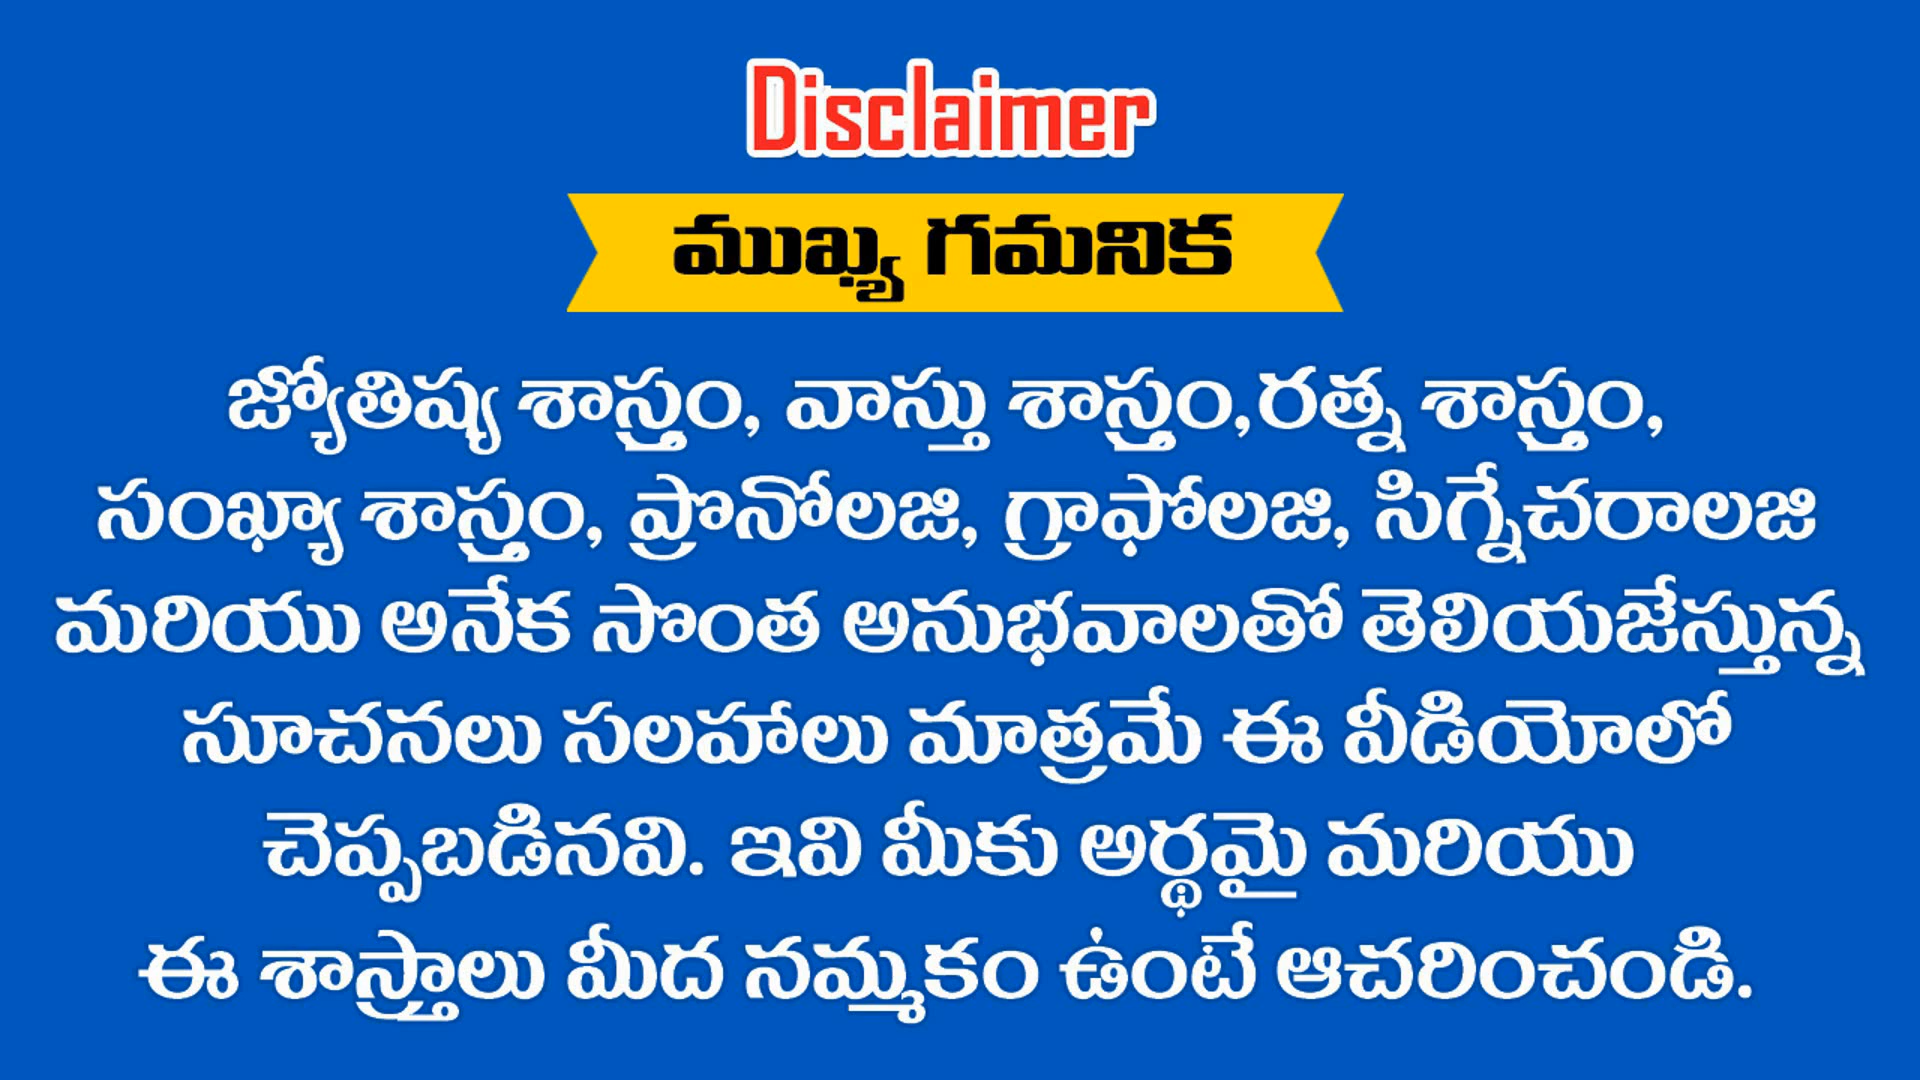 Disclaimer
ముఖ్య గమనిక
జ్యోతిష్య శాస్త్రం, వాస్తు శాస్త్రం,రత్న శాస్త్రం,
సంఖ్యా శాస్త్రం, ప్రొనోలజి, గ్రాఫోలజి, సిగ్నేచరాలజి
మరియు అనేక సొంత అనుభవాలతో తెలియజేస్తున్న
సూచనలు సలహాలు మాత్రమే ఈ వీడియోలో
చెప్పబడినవి. ఇవి మీకు అర్థమై మరియు
ఈ శాస్త్రాలు మీద నమ్మకం ఉంటే ఆచరించండి.